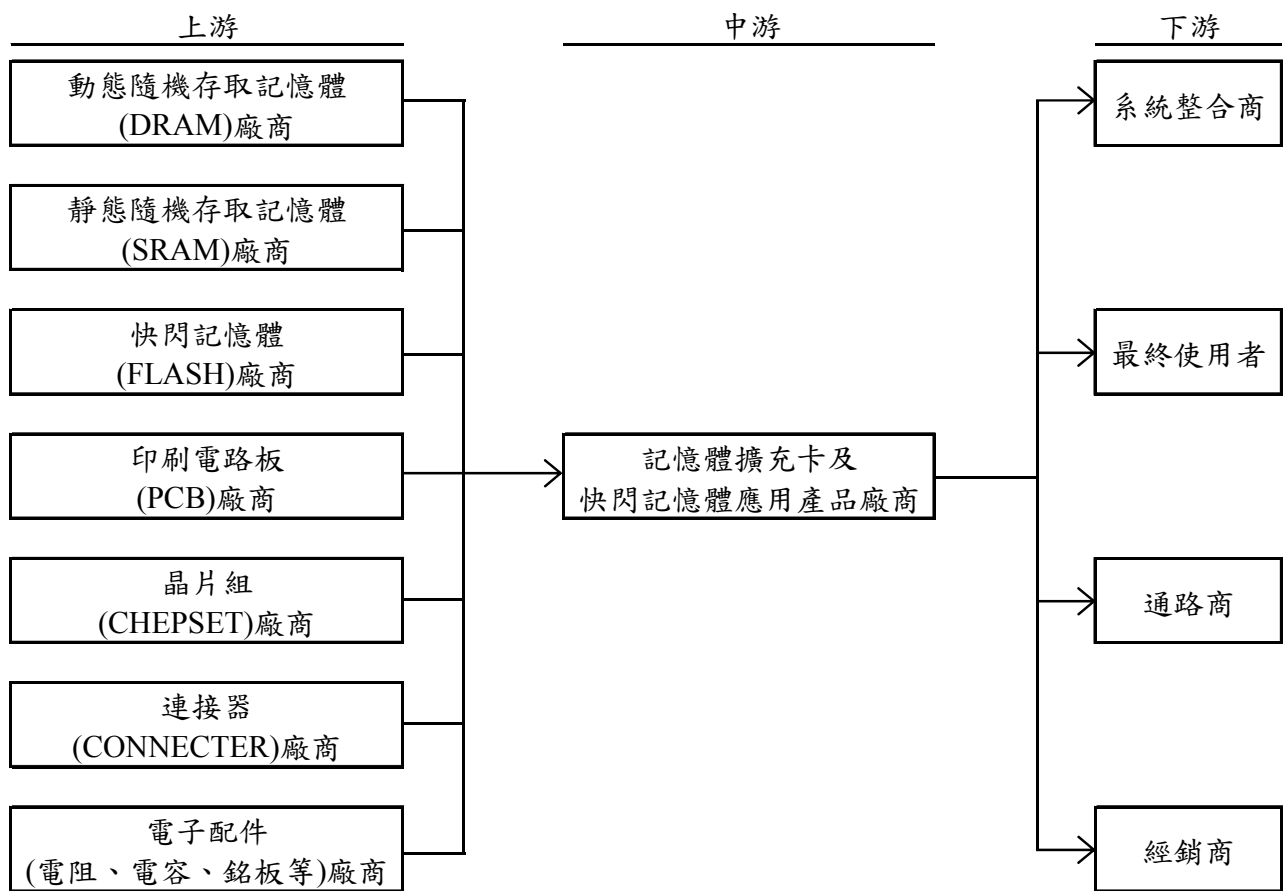 上游
中游
下游
動態隨機存取記憶體
(DRAM)廠商
靜態隨機存取記憶體
(SRAM)廠商
快閃記憶體
(FLASH)廠商
印刷電路板
(PCB)廠商
晶片組
(CHEPSET)廠商
連接器
(CONNECTER)廠商
電子配件
(電阻、電容、銘板等)廠商
記憶體擴充卡及
快閃記憶體應用產品廠商
系統整合商
最終使用者
通路商
經銷商